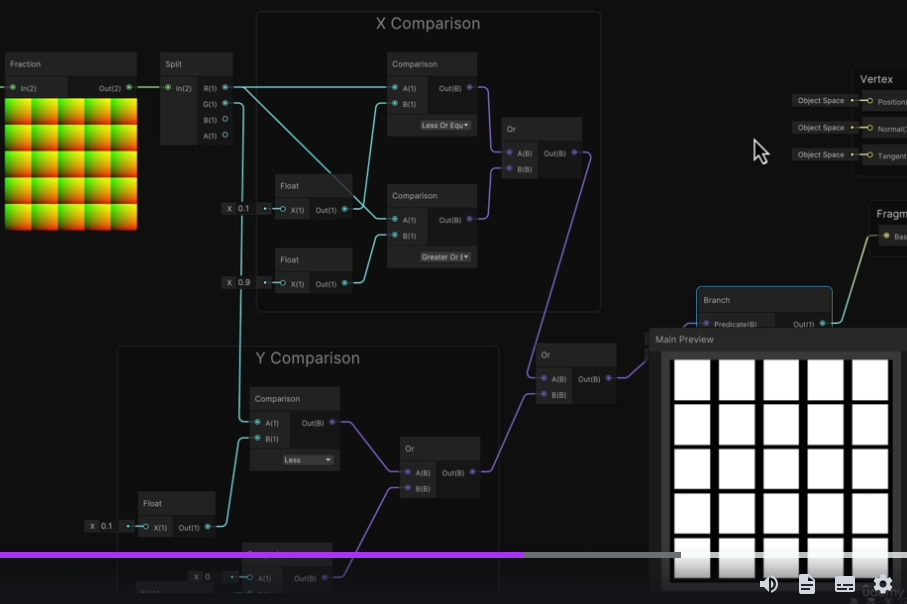 X Comparison
Fraction
In(2)
Out(2)
Split
In(2)
R(1)
G(1)
B(1)
A(1)
Comparison
A(1)
Out(B)
B(1)
Less Or Equ
Or
A(B)
Out(B)
B(B)
Float
X 0.1
X(1)
Out(1)
Comparison
A(1)
Out(B)
B(1)
Greater Or E
Float
X 0.9
X(1)
Out(1)
Vertex
Object Space
Position(
Object Space
Normal(
Object Space
Tangent
Fragm
Bas
Branch
Predicate(B)
Out(1)
Main Preview
Y Comparison
Comparison
A(1)
Out(B)
B(1)
Less
Or
A(B)
Out(B)
B(B)
Or
A(B)
Out(B)
B(B)
Float
X 0.1
X(1)
Out(1)
X 0
A(1)
Out(B)
Float